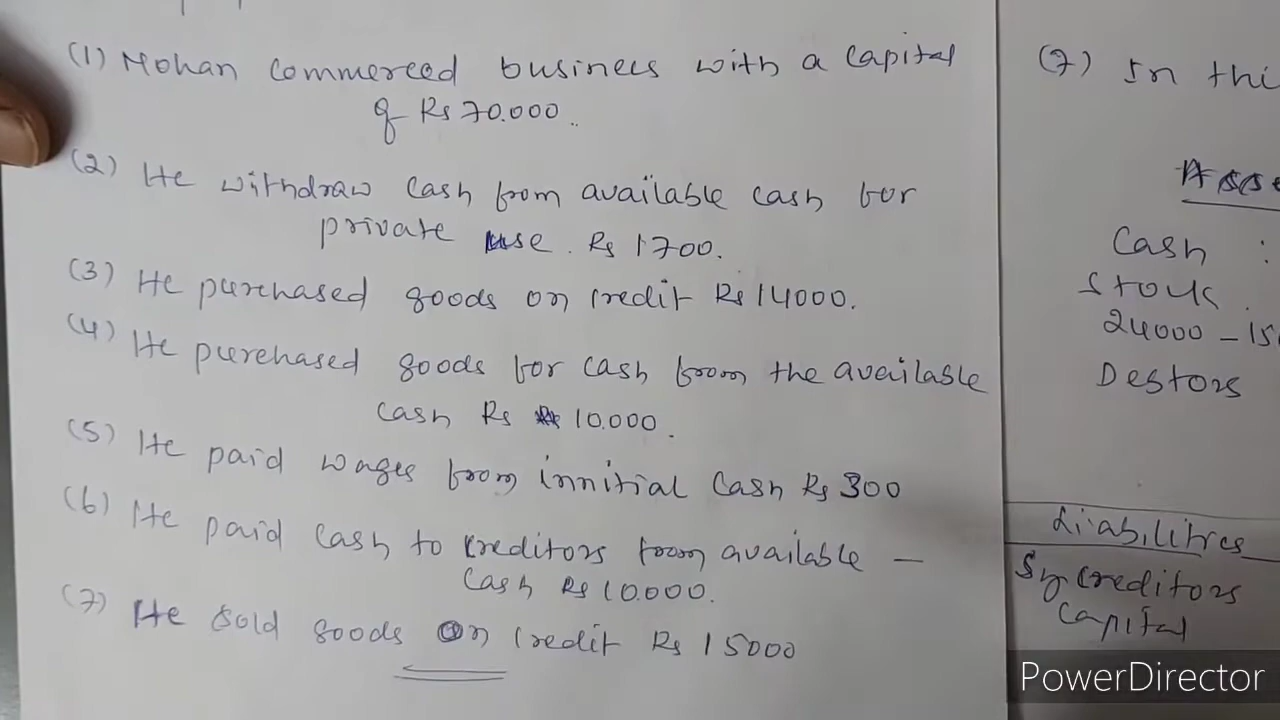 (1) Mohan commerced business with a capital
of Rs 70.000..
(2) He withdraw cash from available cash for
private use. Rs 1700.
(3) He purchased goods on credit Rs 14000.
(4) He purchased goods for cash from the available
cash Rs 10.000.
(5) He paid wages from innitial cash Rs 300
(6) He paid cash to creditors from available —
cash Rs 10.000.
(7) He sold goods on credit Rs 15000
(7) In thi
Asse
Cash :
Stock.
24000 - 15
Debtors
Liabilities
Sy creditors
Capital
PowerDirector